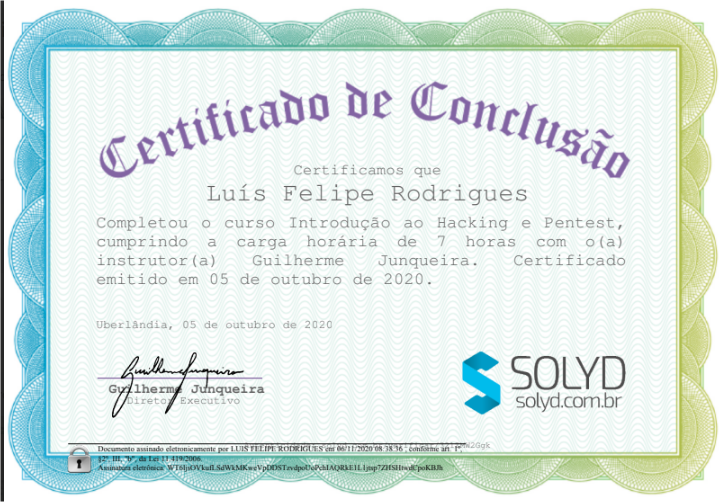 Certificado de Conclusão
Certificamos que
Luís Felipe Rodrigues
Completou o curso Introdução ao Hacking e Pentest,
cumprindo a carga horária de 7 horas com o(a)
instrutor(a) Guilherme Junqueira. Certificado
emitido em 05 de outubro de 2020.
Uberlândia, 05 de outubro de 2020
Guilherme Junqueira
Diretor Executivo
SOLYD
solyd.com.br
Documento assinado eletronicamente por LUIS FELIPE RODRIGUES em 06/11/2020 08:38:36 , conforme art. 1º,
§2º, III, "b", da Lei 11.419/2006.
Assinatura eletrônica: